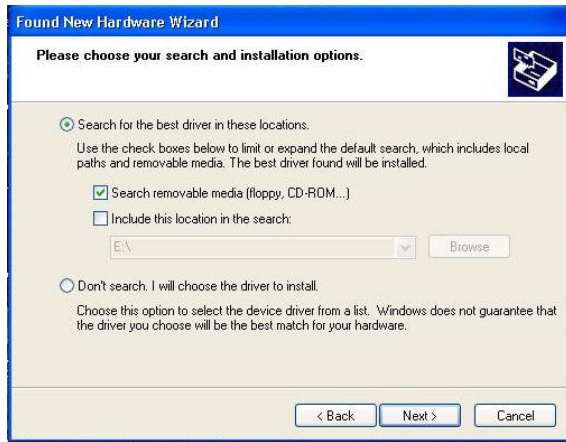 Found New Hardware Wizard
Please choose your search and installation options.
Search for the best driver in these locations.
Use the check boxes below to limit or expand the default search, which includes local
paths and removable media. The best driver found will be installed.
Search removable media (floppy, CD-ROM...)
Include this location in the search:
E:\
Browse
Don't search. I will choose the driver to install.
Choose this option to select the device driver from a list. Windows does not guarantee that
the driver you choose will be the best match for your hardware.
< Back Next > Cancel